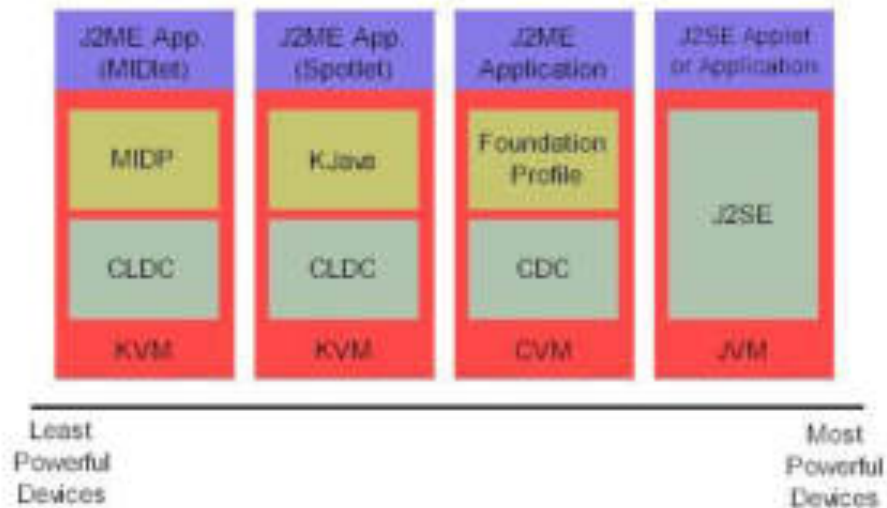 J2ME App.
(MIDlet)
MIDP
CLDC
KVM
J2ME App.
(Spotlet)
KJava
CLDC
KVM
J2ME
Application
Foundation
Profile
CDC
CVM
J2SE Applet
or Application
J2SE
JVM
Least
Powerful
Devices
Most
Powerful
Devices